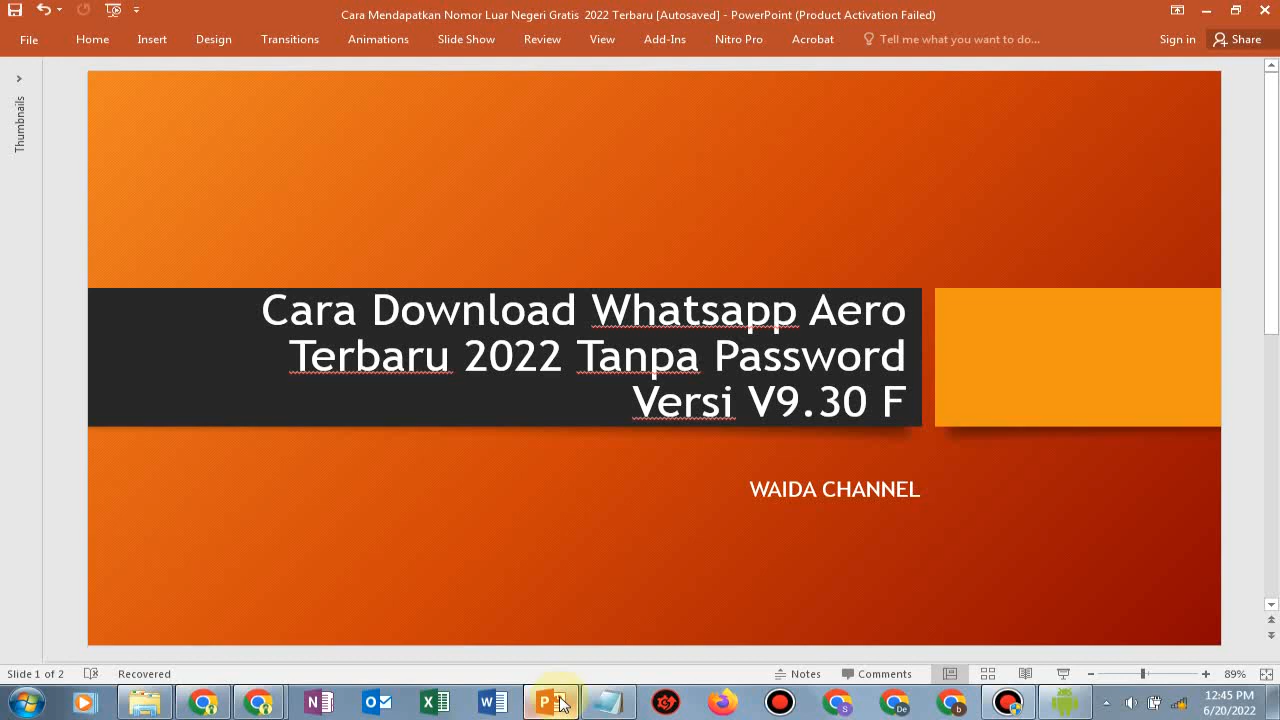 Cara Mendapatkan Nomor Luar Negeri Gratis 2022 Terbaru [Autosaved] - PowerPoint (Product Activation Failed)
File Home Insert Design Transitions Animations Slide Show Review View Add-Ins Nitro Pro Acrobat Tell me what you want to do... Sign in Share
Thumbnails
Cara Download Whatsapp Aero
Terbaru 2022 Tanpa Password
Versi V9.30 F
WAIDA CHANNEL
Slide 1 of 2 Recovered Notes Comments 89%
12:45 PM
6/20/2022